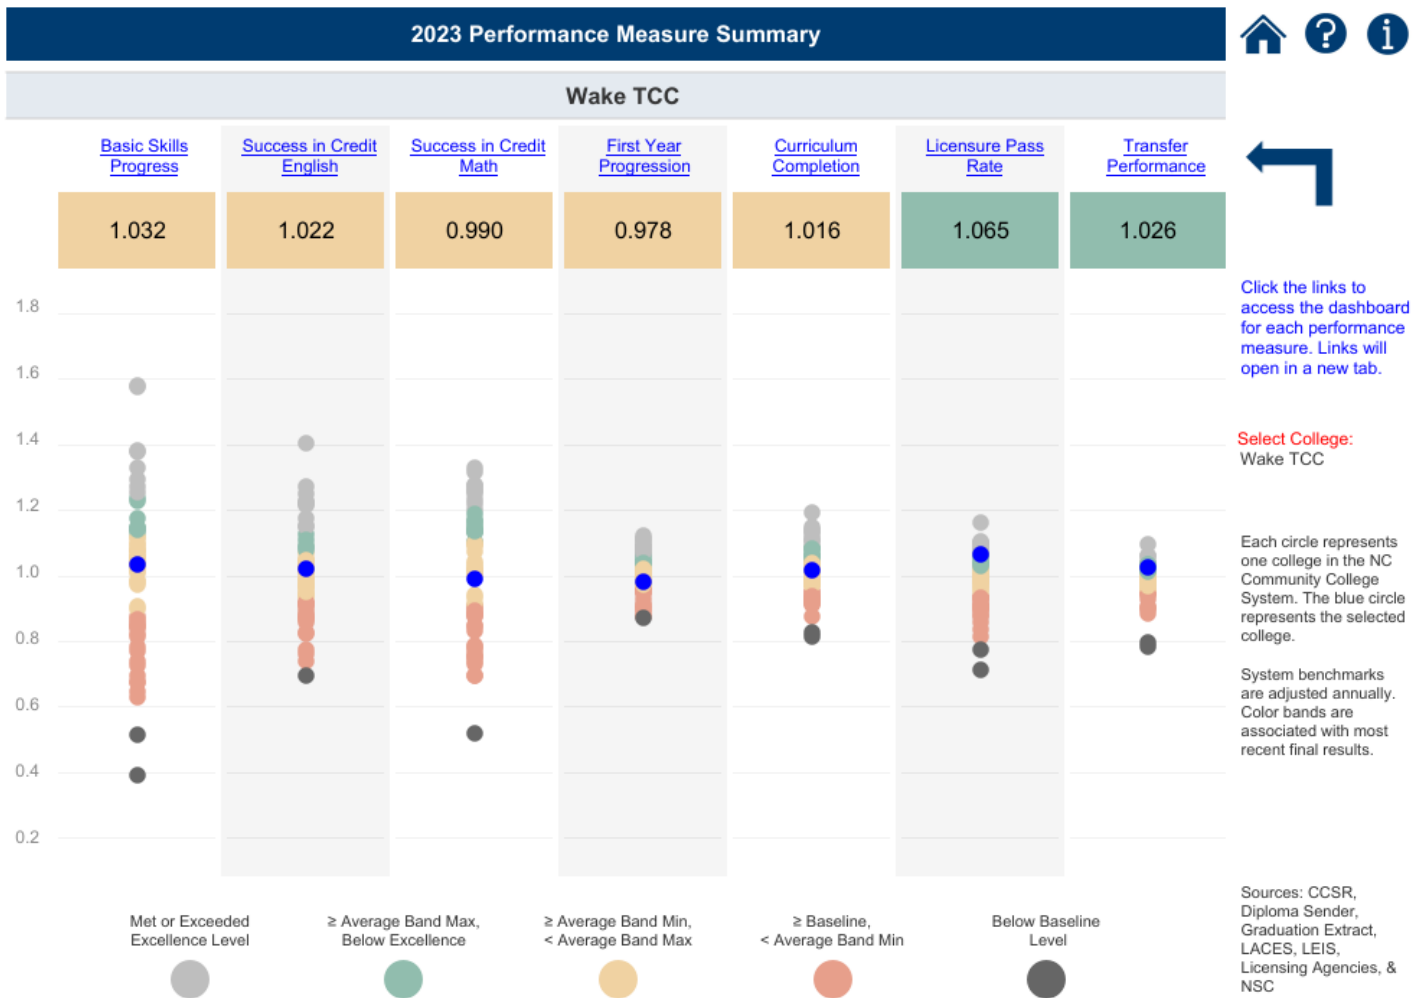 2023 Performance Measure Summary
Wake TCC
Basic Skills
Progress
Success in Credit
English
Success in Credit
Math
First Year
Progression
Curriculum
Completion
Licensure Pass
Rate
Transfer
Performance
1.032
1.022
0.990
0.978
1.016
1.065
1.026
1.8
1.6
1.4
1.2
1.0
0.8
0.6
0.4
0.2
Click the links to
access the dashboard
for each performance
measure. Links will
open in a new tab.
Select College:
Wake TCC
Each circle represents
one college in the NC
Community College
System. The blue circle
represents the selected
college.
System benchmarks
are adjusted annually.
Color bands are
associated with most
recent final results.
Met or Exceeded
Excellence Level
≥ Average Band Max,
Below Excellence
≥ Average Band Min,
< Average Band Max
≥ Baseline,
< Average Band Min
Below Baseline
Level
Sources: CCSR,
Diploma Sender,
Graduation Extract,
LACES, LEIS,
Licensing Agencies, &
NSC